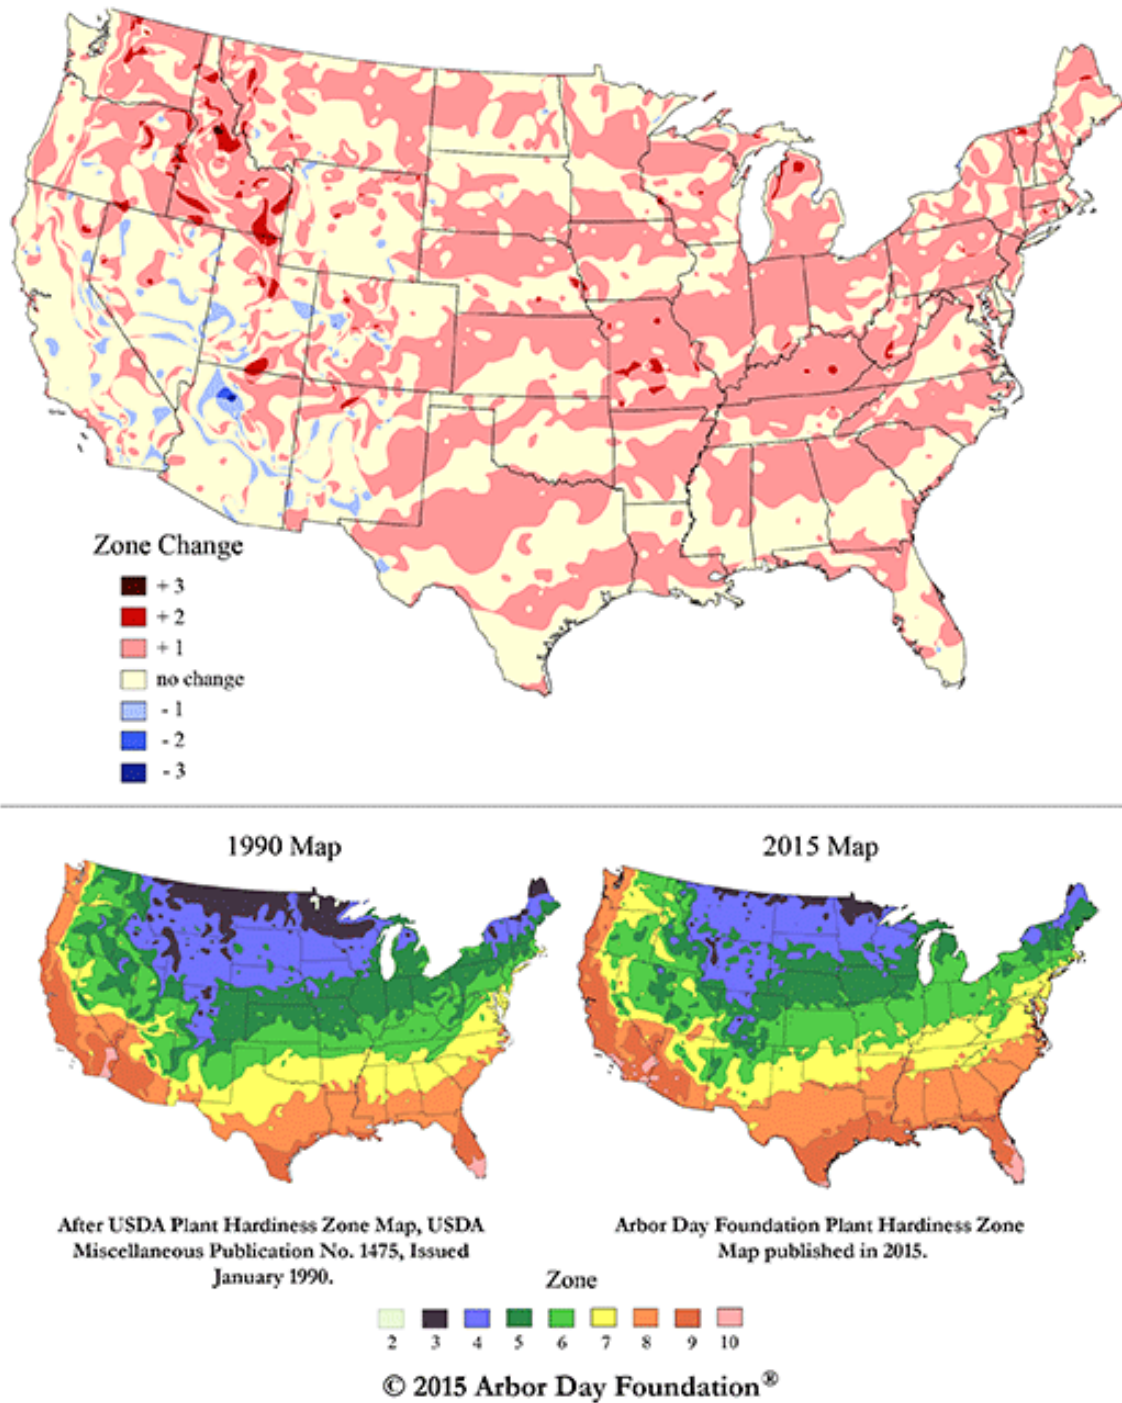 Zone Change
+ 3
+ 2
+ 1
no change
- 1
- 2
- 3
1990 Map
2015 Map
After USDA Plant Hardiness Zone Map, USDA
Miscellaneous Publication No. 1475, Issued
January 1990.
Arbor Day Foundation Plant Hardiness Zone
Map published in 2015.
Zone
2 3 4 5 6 7 8 9 10
© 2015 Arbor Day Foundation®